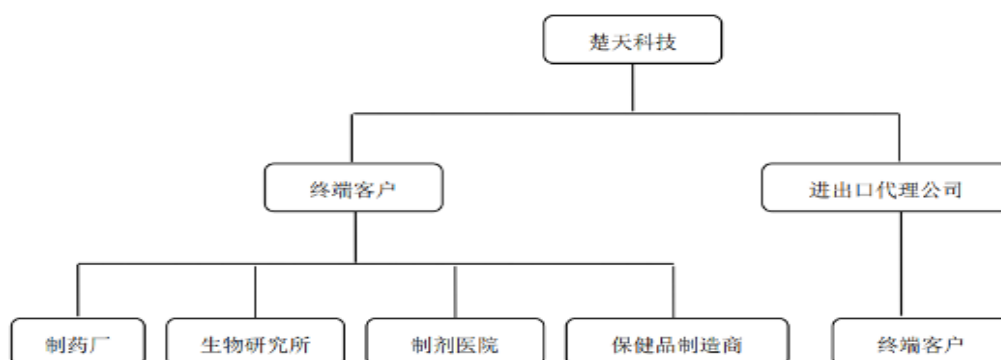 楚天科技
终端客户
进出口代理公司
制药厂
生物研究所
制剂医院
保健品制造商
终端客户